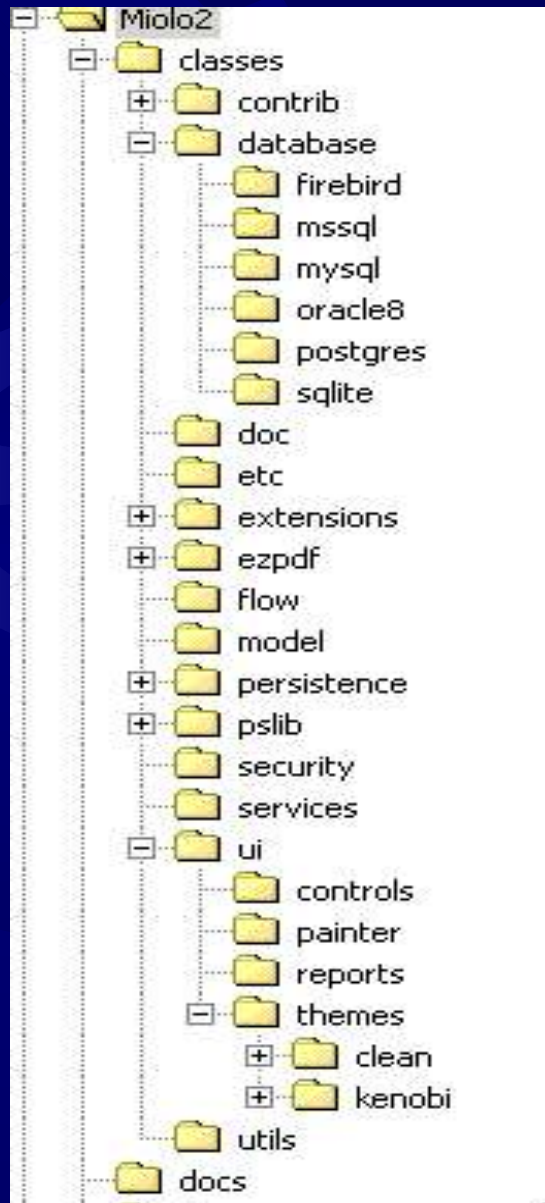 Miolo2
classes
contrib
database
firebird
mssql
mysql
oracle8
postgres
sqlite
doc
etc
extensions
ezpdf
flow
model
persistence
pslib
security
services
ui
controls
painter
reports
themes
clean
kenobi
utils
docs